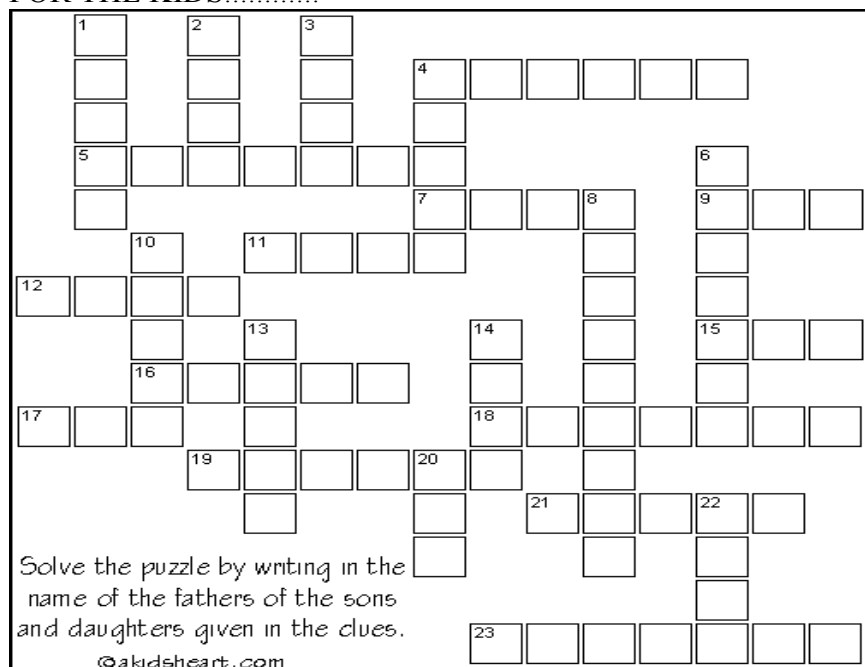 FOR THE KIDS............
1 2 3
4
5 6
7 8 9
10 11
12
13 14 15
16
17 18
19 20
21 22
Solve the puzzle by writing in the
name of the fathers of the sons
and daughters given in the clues.
23
©akidsheart.com